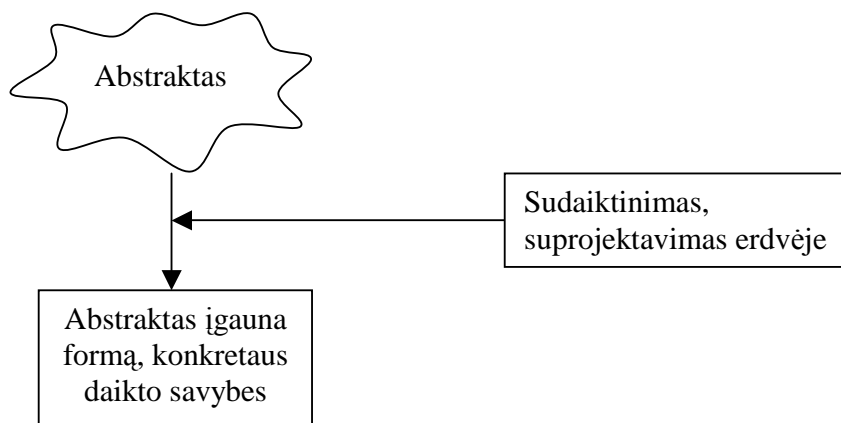 Abstraktas
Sudaiktinimas,
suprojektavimas erdvėje
Abstraktas įgauna
formą, konkretaus
daikto savybes